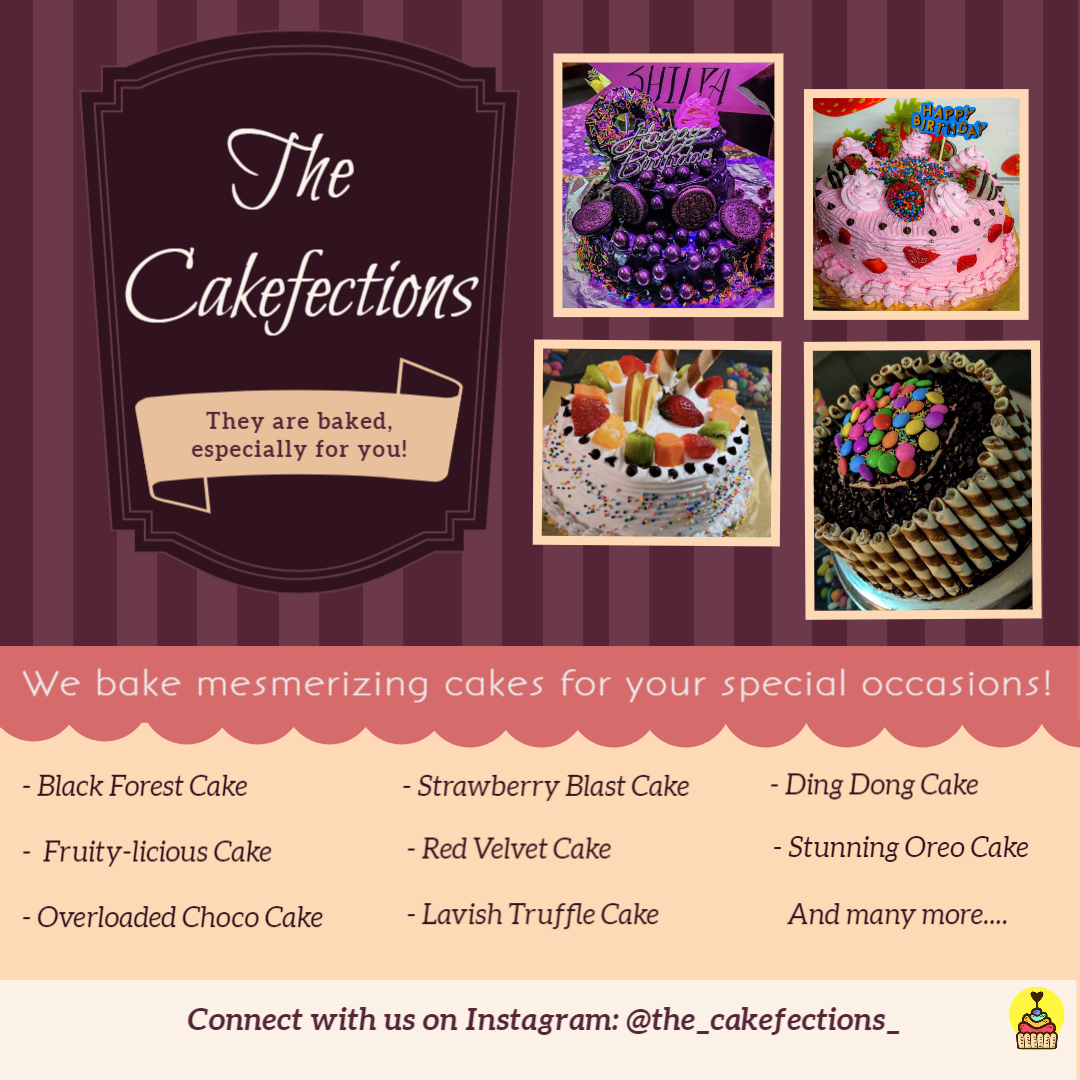 The
Cakefections
They are baked,
especially for you!
SHILPA
Happy
Birthday
HAPPY
BIRTHDAY
We bake mesmerizing cakes for your special occasions!
- Black Forest Cake
- Strawberry Blast Cake
- Ding Dong Cake
- Fruity-licious Cake
- Red Velvet Cake
- Stunning Oreo Cake
- Overloaded Choco Cake
- Lavish Truffle Cake
And many more....
Connect with us on Instagram: @the_cakefections_